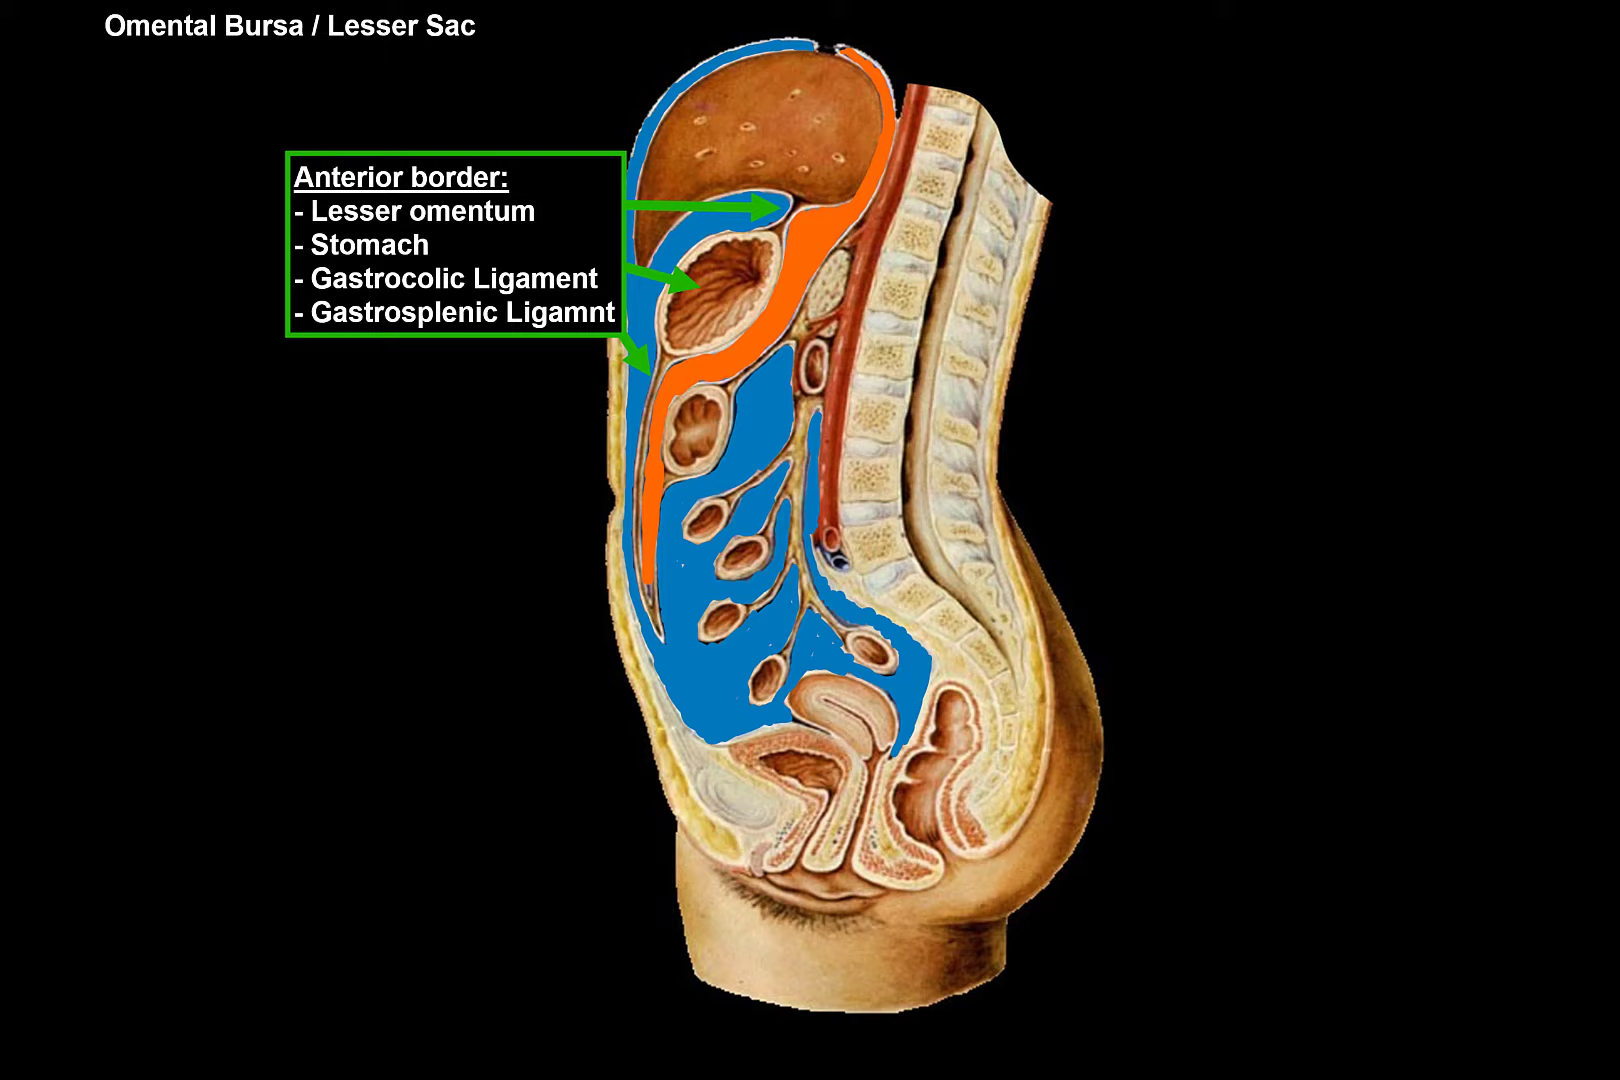 Omental Bursa / Lesser Sac
Anterior border:
- Lesser omentum
- Stomach
- Gastrocolic Ligament
- Gastrosplenic Ligamnt